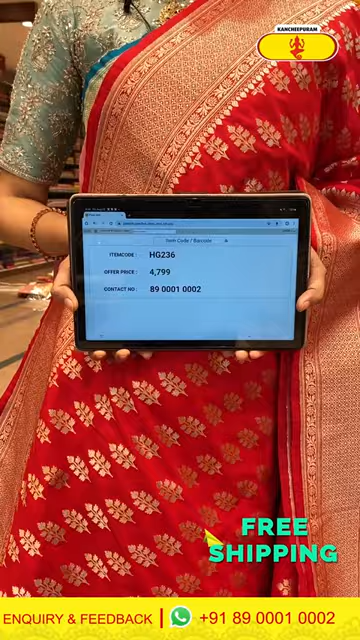 KANCHEEPURAM
Item Code / Barcode
ITEMCODE : HG236
OFFER PRICE : 4,799
CONTACT NO : 89 0001 0002
FREE
SHIPPING
ENQUIRY & FEEDBACK | +91 89 0001 0002